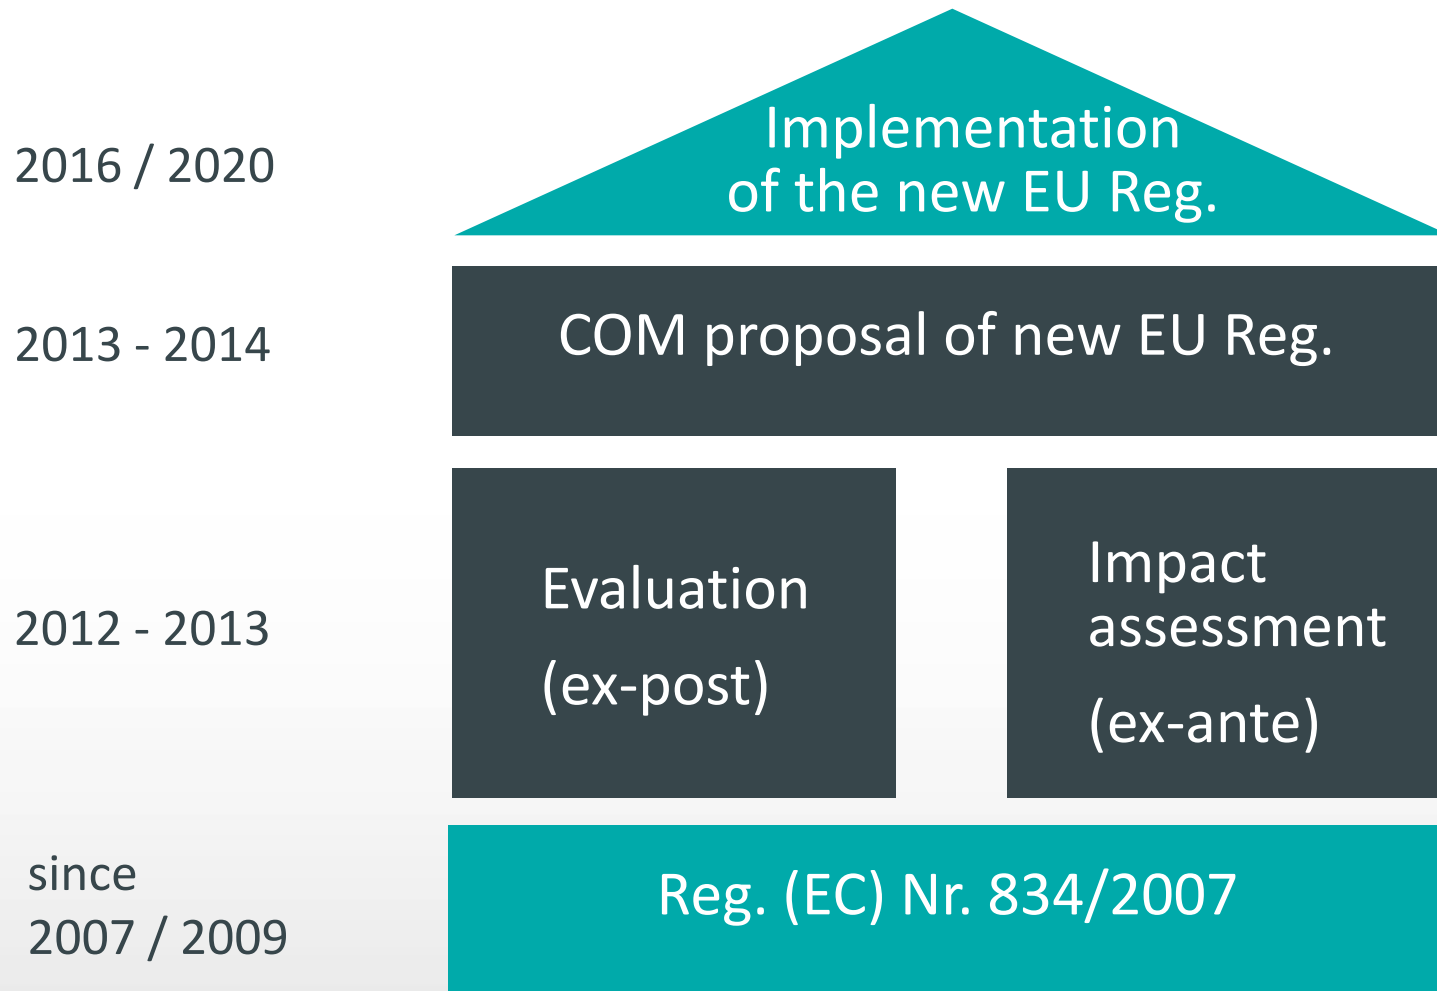 2016 / 2020
Implementation
of the new EU Reg.
2013 - 2014
COM proposal of new EU Reg.
2012 - 2013
Evaluation
(ex-post)
Impact
assessment
(ex-ante)
since
2007 / 2009
Reg. (EC) Nr. 834/2007